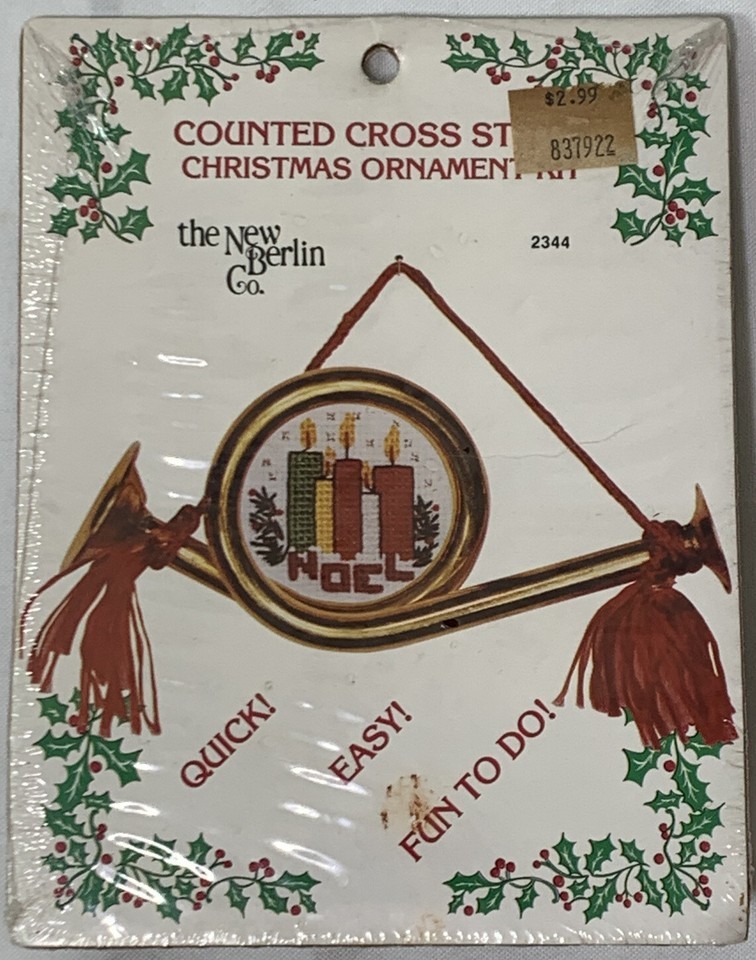 $2.99
837922
COUNTED CROSS ST
CHRISTMAS ORNAMENT KIT
the New
Berlin
Co.
2344
NOEL
QUICK!
EASY!
FUN TO DO!